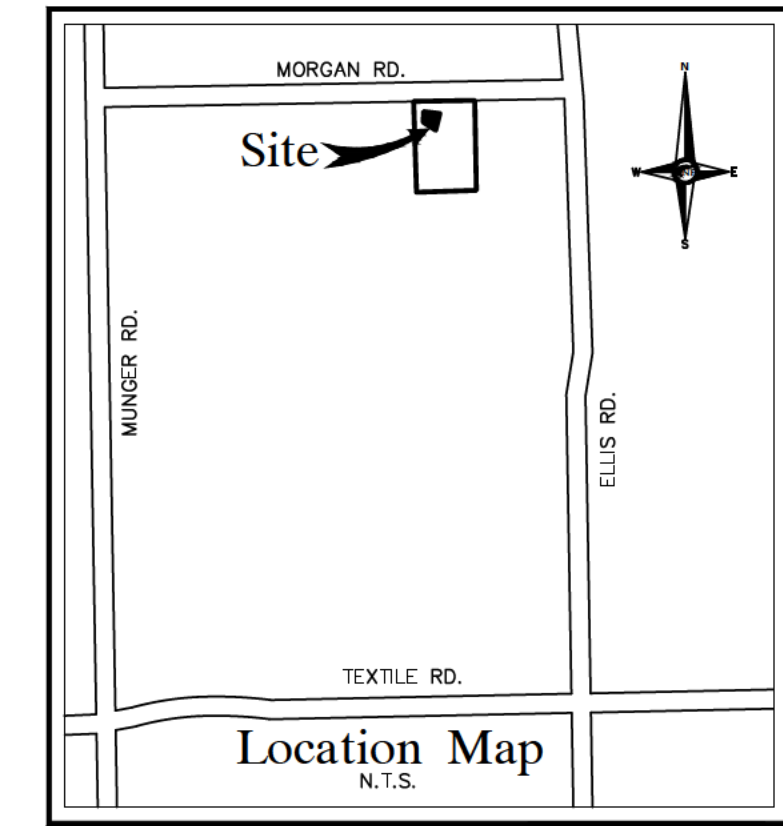 MORGAN RD.
N
Site
W
E
S
MUNGER RD.
ELLIS RD.
TEXTILE RD.
Location Map
N.T.S.